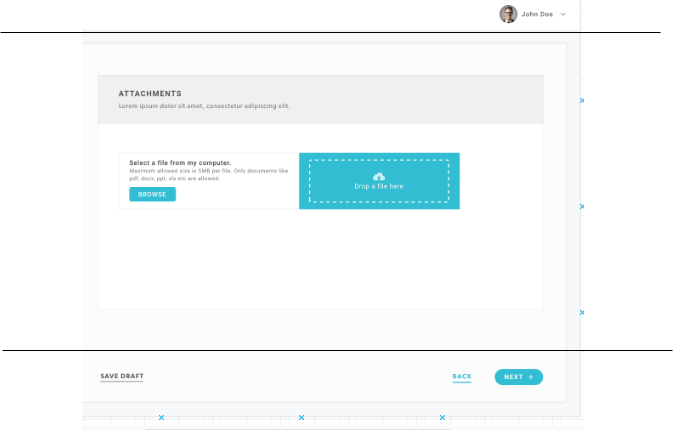 John Doe
ATTACHMENTS
Lorem ipsum dolor sit amet, consectetur adipiscing elit.
Select a file from my computer.
Maximum allowed size is 5MB per file. Only documents like
pdf, docx, ppt, xls etc are allowed.
BROWSE
Drop a file here
SAVE DRAFT
BACK
NEXT →